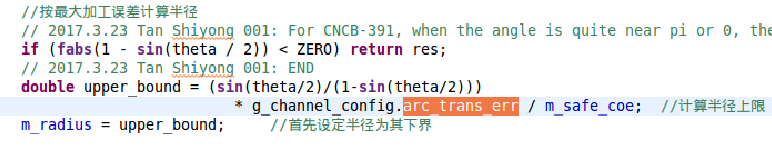 //按最大加工误差计算半径
// 2017.3.23 Tan Shiyong 001: For CNCB-391, when the angle is quite near pi or 0, the
if (fabs(1 - sin(theta / 2)) < ZERO) return res;
// 2017.3.23 Tan Shiyong 001: END
double upper_bound = (sin(theta/2)/(1-sin(theta/2)))
* g_channel_config.arc_trans_err / m_safe_coe;  //计算半径上限
m_radius = upper_bound;      //首先设定半径为其下界